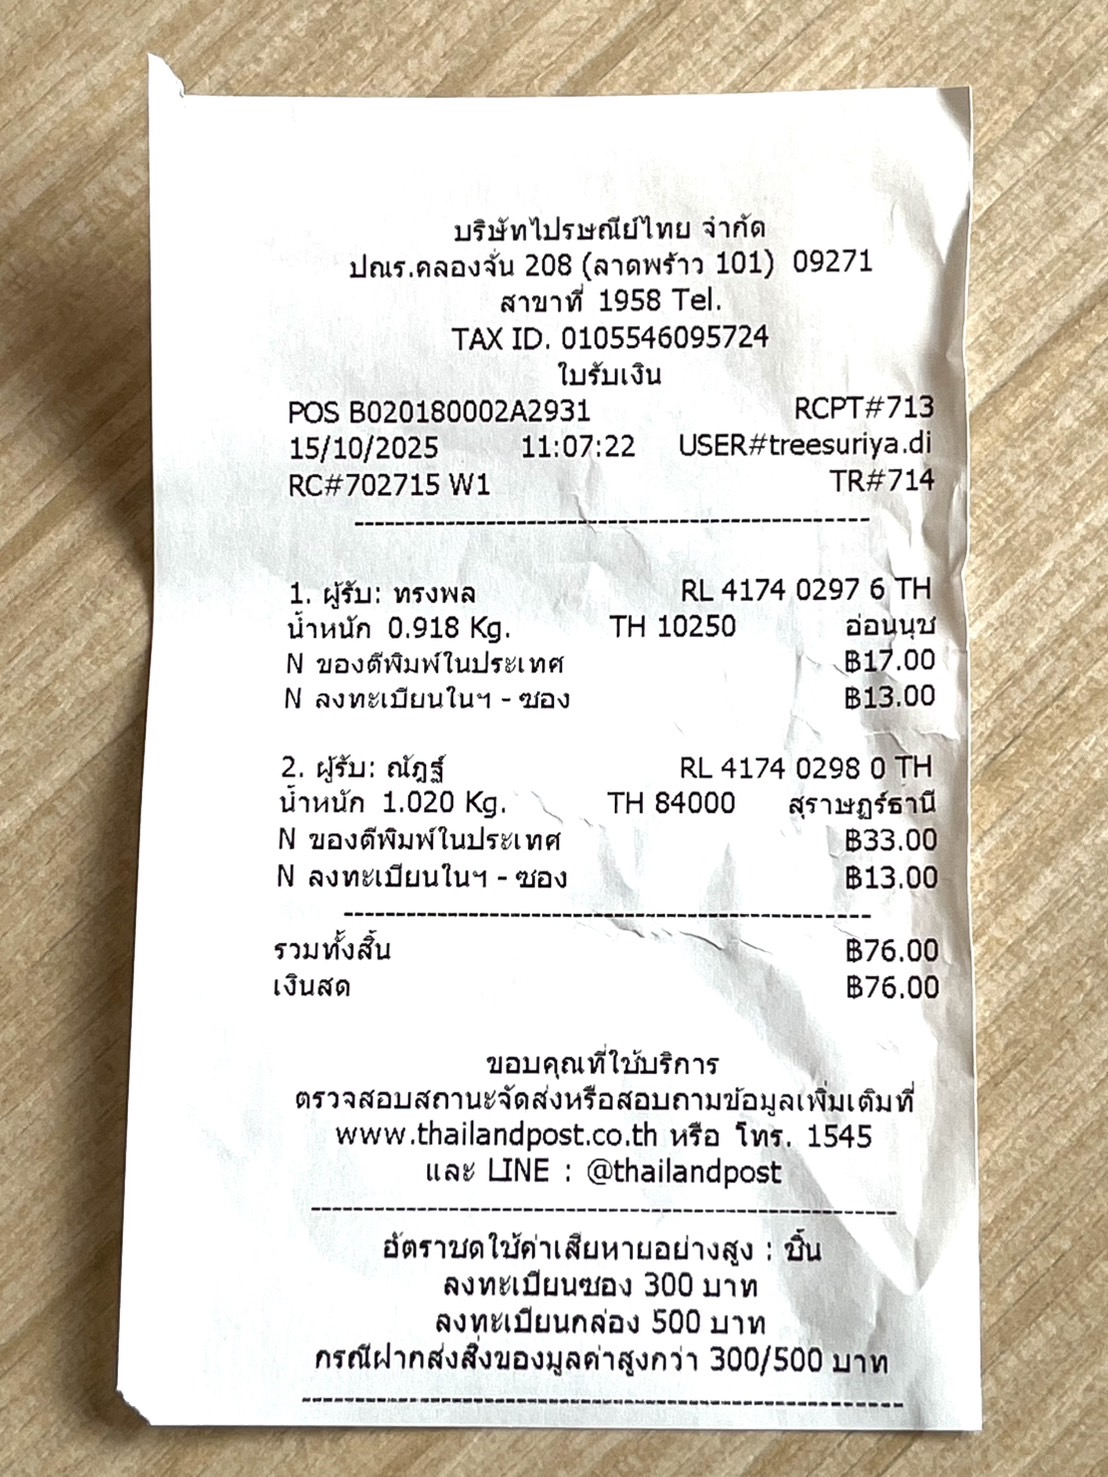 บริษัทไปรษณีย์ไทย จำกัด
ปณร.คลองจั่น 208 (ลาดพร้าว 101) 09271
สาขาที่ 1958 Tel.
TAX ID. 0105546095724
ใบรับเงิน
POS B020180002A2931 RCPT#713
15/10/2025 11:07:22 USER#treesuriya.di
RC#702715 W1 TR#714
1. ผู้รับ: ทรงพล RL 4174 0297 6 TH
น้ำหนัก 0.918 Kg. TH 10250 อ่อนนุช
N ของตีพิมพ์ในประเทศ ฿17.00
N ลงทะเบียนในฯ - ซอง ฿13.00
2. ผู้รับ: ณัฏฐ์ RL 4174 0298 0 TH
น้ำหนัก 1.020 Kg. TH 84000 สุราษฎร์ธานี
N ของตีพิมพ์ในประเทศ ฿33.00
N ลงทะเบียนในฯ - ซอง ฿13.00
รวมทั้งสิ้น ฿76.00
เงินสด ฿76.00
ขอบคุณที่ใช้บริการ
ตรวจสอบสถานะจัดส่งหรือสอบถามข้อมูลเพิ่มเติมที่
www.thailandpost.co.th หรือ โทร. 1545
และ LINE : @thailandpost
อัตราชดใช้ค่าเสียหายอย่างสูง : ชิ้น
ลงทะเบียนซอง 300 บาท
ลงทะเบียนกล่อง 500 บาท
กรณีฝากส่งสิ่งของมูลค่าสูงกว่า 300/500 บาท